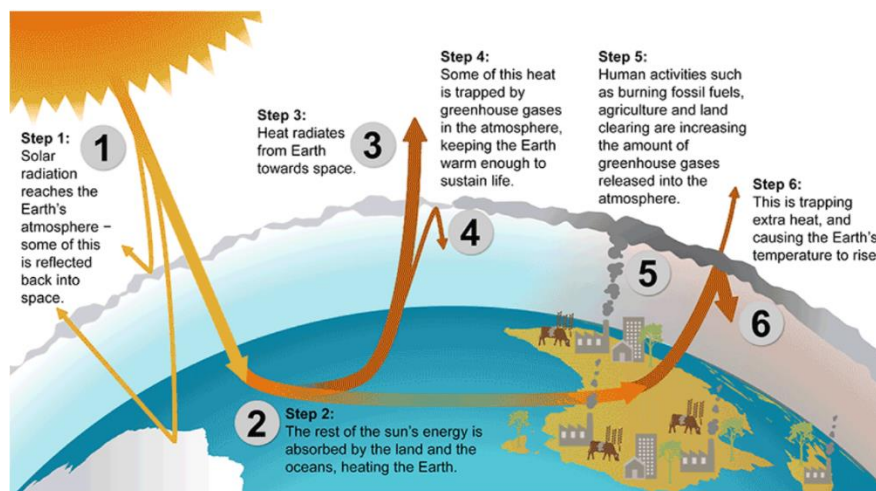 Step 1:
Solar
radiation
reaches the
Earth's
atmosphere –
some of this
is reflected
back into
space.
1
2
Step 2:
The rest of the sun's energy is
absorbed by the land and the
oceans, heating the Earth.
Step 3:
Heat radiates
from Earth
towards space.
3
Step 4:
Some of this heat
is trapped by
greenhouse gases
in the atmosphere,
keeping the Earth
warm enough to
sustain life.
4
Step 5:
Human activities such
as burning fossil fuels,
agriculture and land
clearing are increasing
the amount of
greenhouse gases
released into the
atmosphere.
5
Step 6:
This is trapping
extra heat, and
causing the Earth's
temperature to rise
6